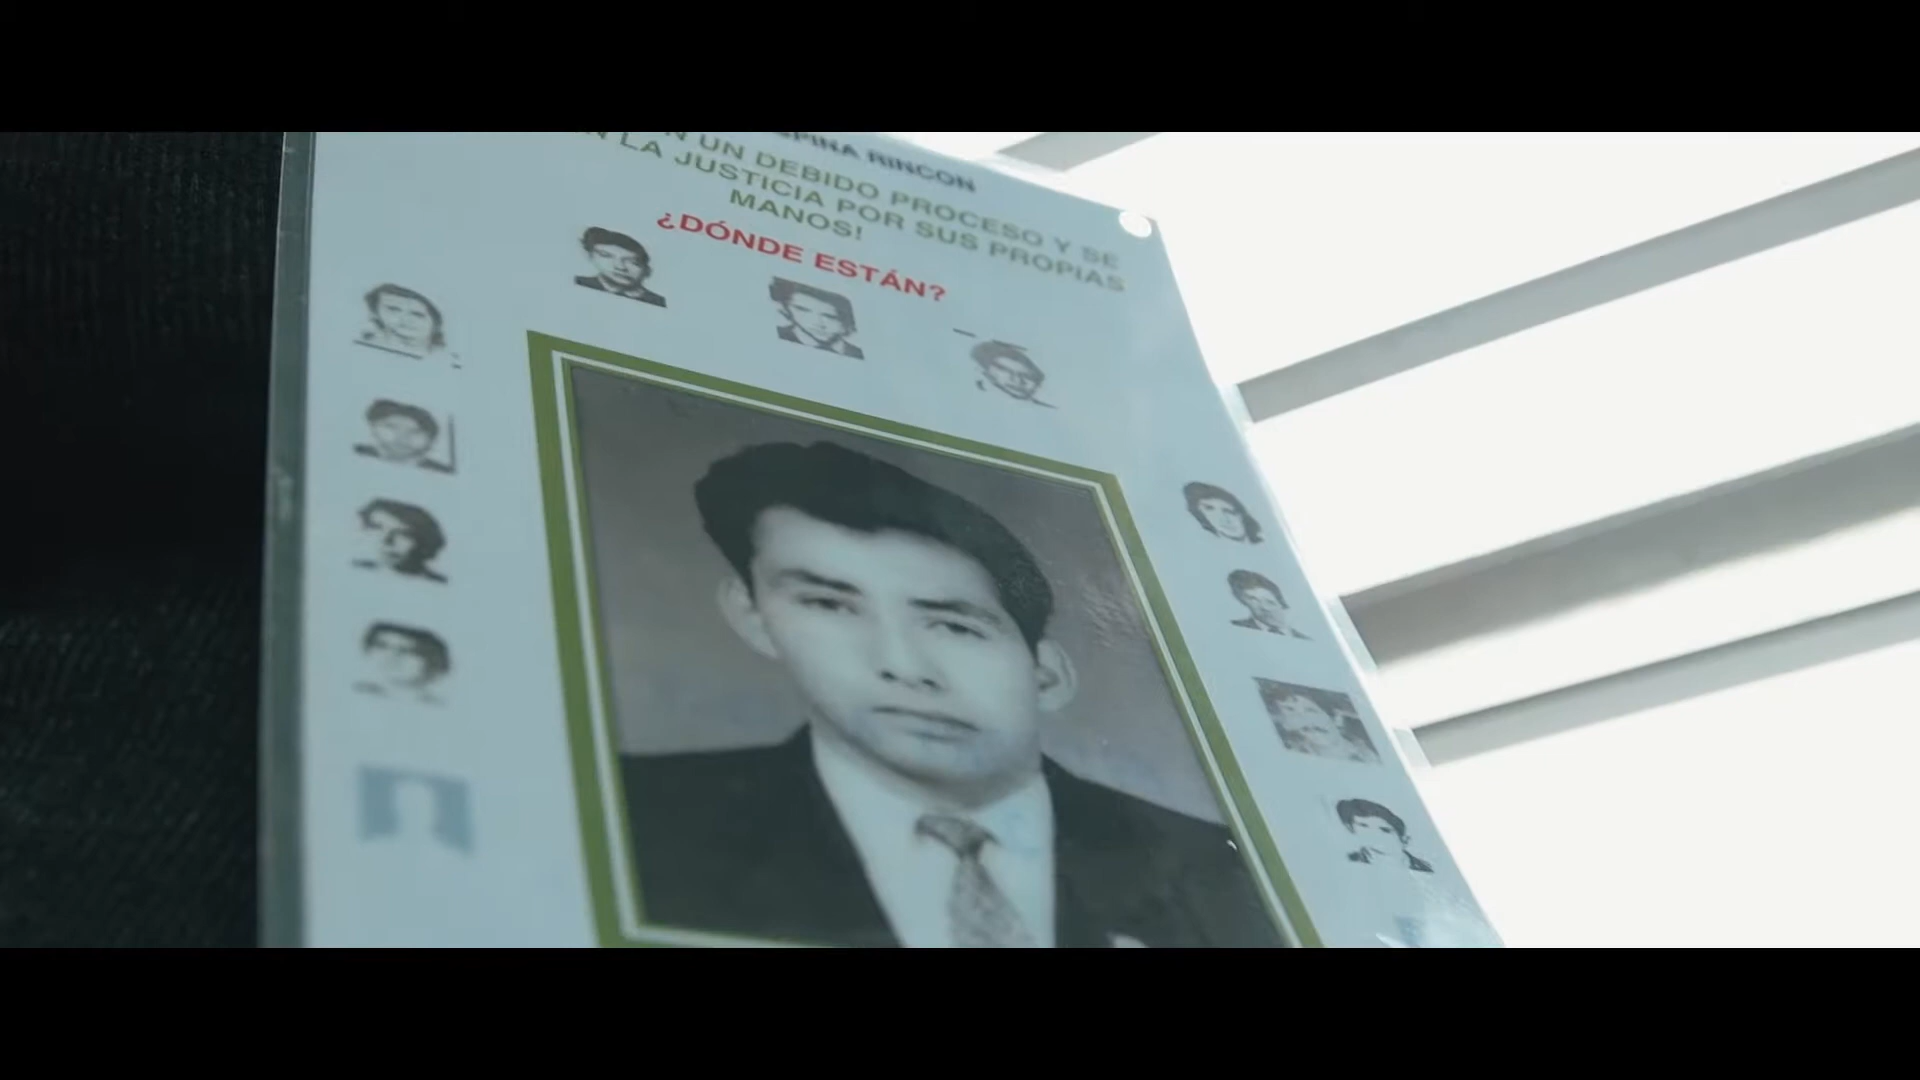 RINCON
UN DEBIDO PROCESO Y SE
LA JUSTICIA POR SUS PROPIAS
MANOS!
¿DÓNDE ESTÁN?